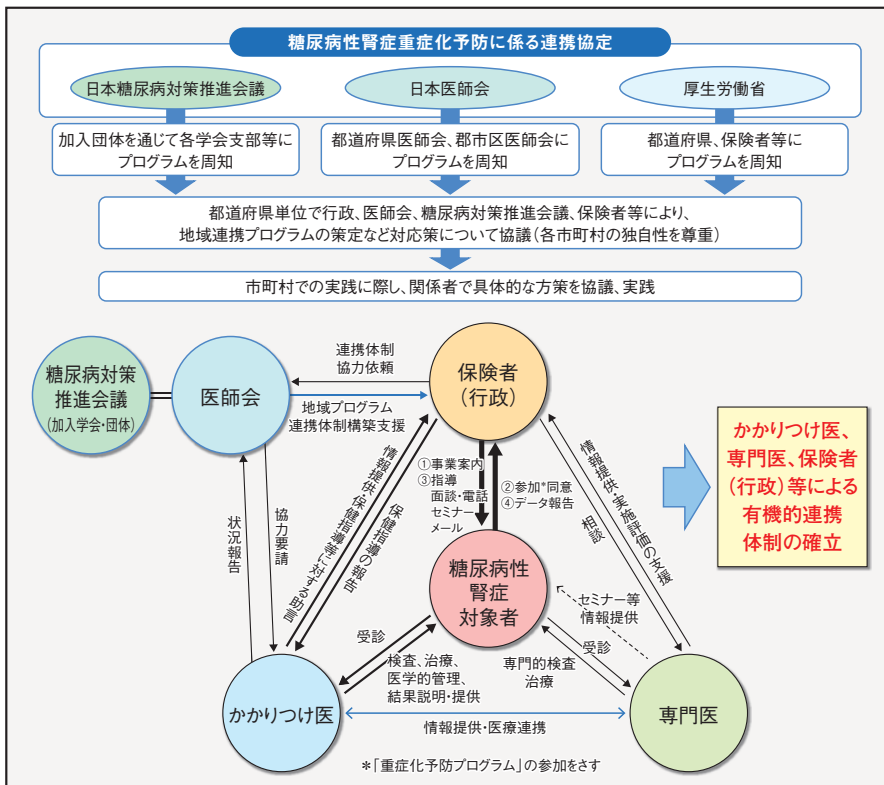 糖尿病性腎症重症化予防に係る連携協定
日本糖尿病対策推進会議
日本医師会
厚生労働省
加入団体を通じて各学会支部等に
プログラムを周知
都道府県医師会、郡市区医師会に
プログラムを周知
都道府県、保険者等に
プログラムを周知
都道府県単位で行政、医師会、糖尿病対策推進会議、保険者等により、
地域連携プログラムの策定など対応策について協議(各市町村の独自性を尊重)
市町村での実践に際し、関係者で具体的な方策を協議、実践
糖尿病対策
推進会議
(加入学会・団体)
医師会
連携体制
協力依頼
地域プログラム
連携体制構築支援
保険者
(行政)
状況報告
協力要請
情報提供・保健指導等に対する助言
保健指導の報告
①事業案内
③指導
面談・電話
セミナー
メール
②参加*同意
④データ報告
情報提供・実施評価の支援
相談
かかりつけ医、
専門医、保険者
(行政)等による
有機的連携
体制の確立
糖尿病性
腎症
対象者
セミナー等
情報提供
受診
検査、治療、
医学的管理、
結果説明・提供
受診
専門的検査
治療
かかりつけ医
情報提供・医療連携
専門医
*「重症化予防プログラム」の参加をさす